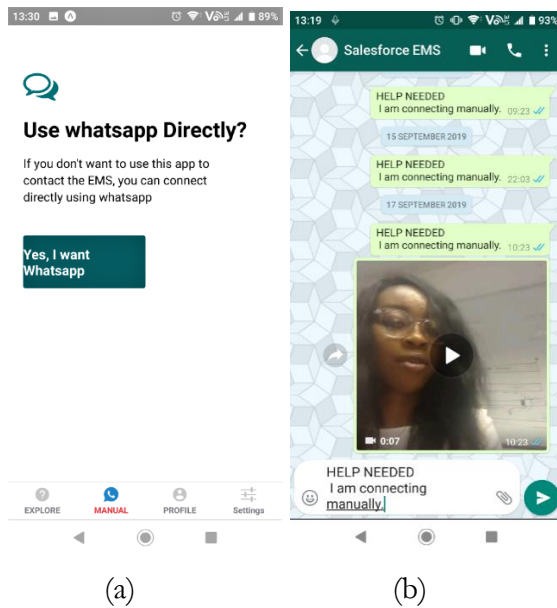 13:30
89%
Use whatsapp Directly?
If you don't want to use this app to
contact the EMS, you can connect
directly using whatsapp
Yes, I want
Whatsapp
EXPLORE MANUAL PROFILE Settings
(a)
13:19
93%
Salesforce EMS
HELP NEEDED
I am connecting manually. 09:23
15 SEPTEMBER 2019
HELP NEEDED
I am connecting manually. 22:03
17 SEPTEMBER 2019
HELP NEEDED
I am connecting manually. 10:23
0:07 10:23
HELP NEEDED
I am connecting
manually.
(b)